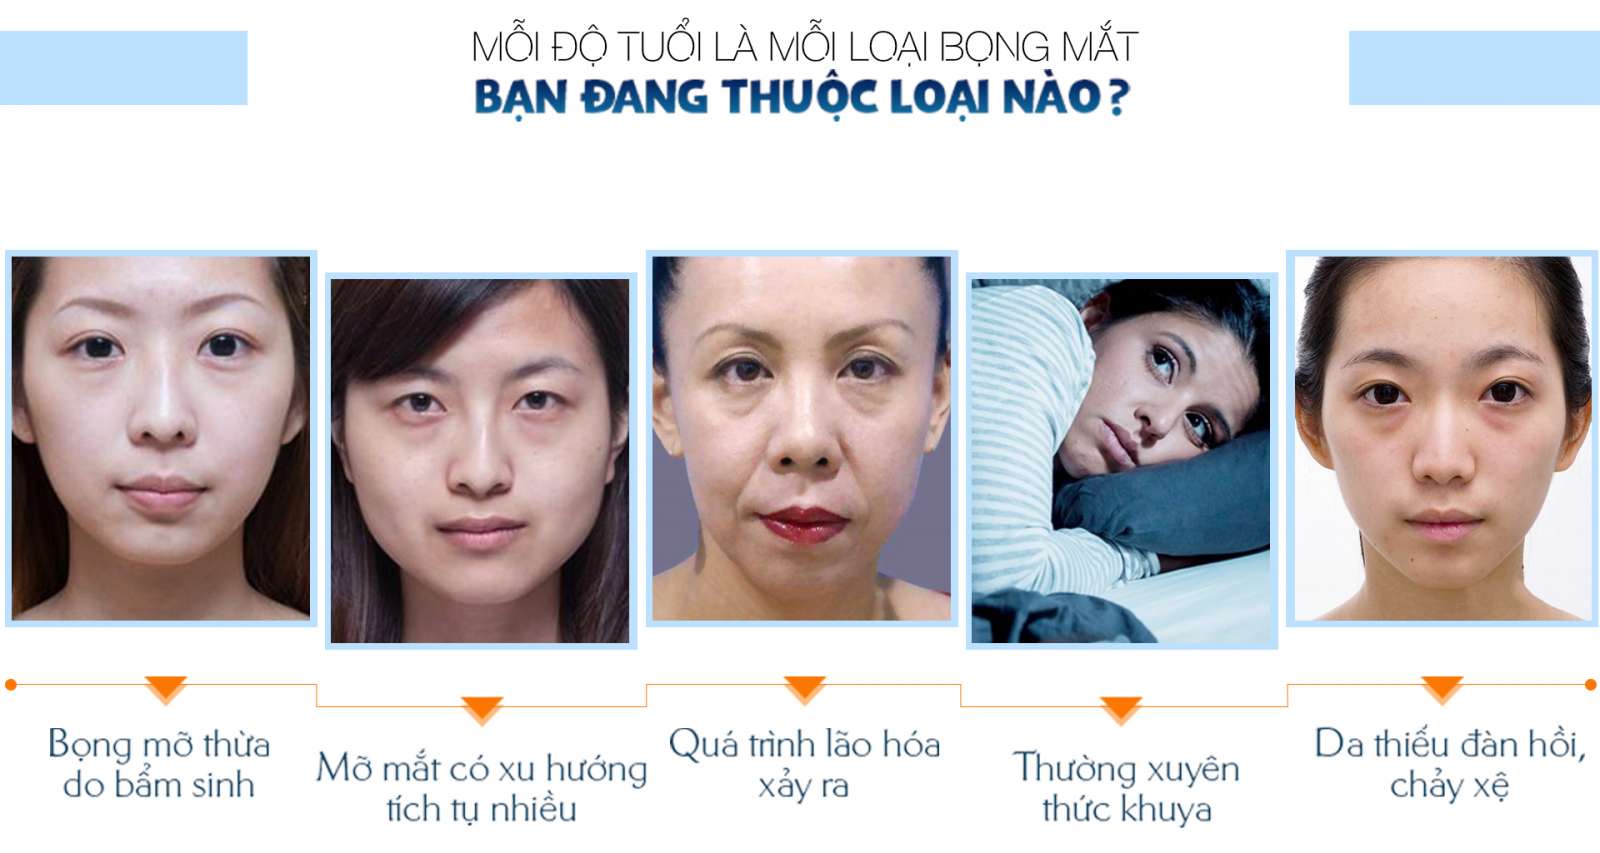 MỖI ĐỘ TUỔI LÀ MỖI LOẠI BỌNG MẮT
BẠN ĐANG THUỘC LOẠI NÀO?
Bọng mỡ thừa
do bẩm sinh
Mỡ mắt có xu hướng
tích tụ nhiều
Quá trình lão hóa
xảy ra
Thường xuyên
thức khuya
Da thiếu đàn hồi,
chảy xệ